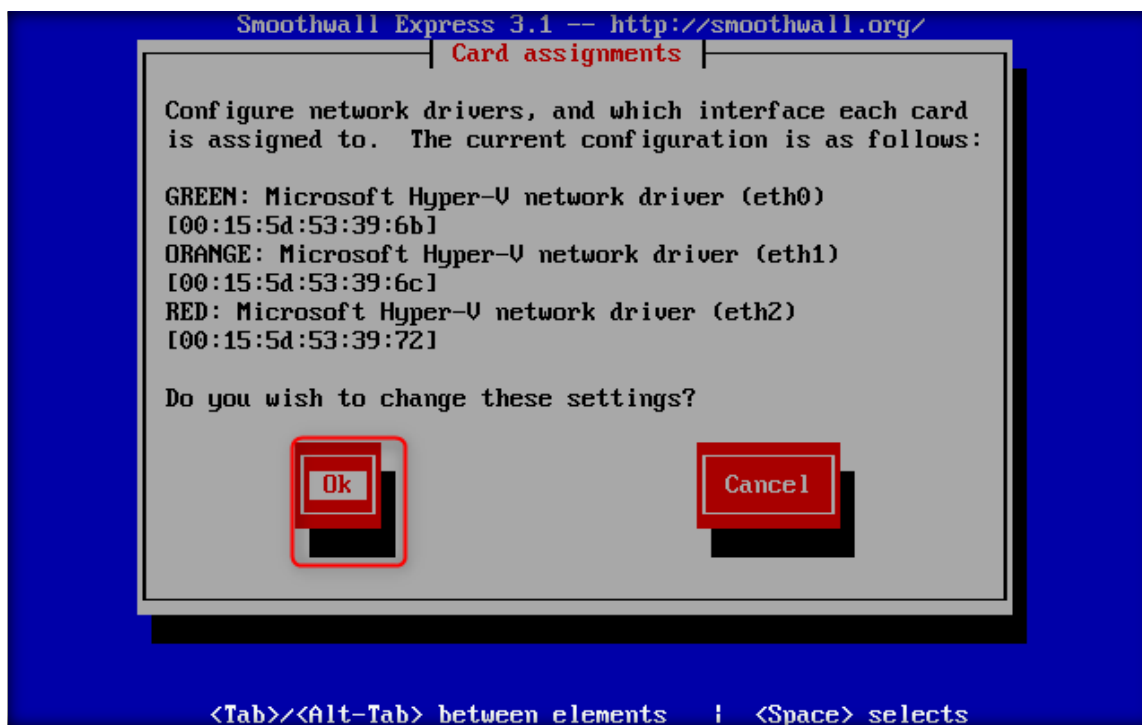 Smoothwall Express 3.1 -- http://smoothwall.org/
Card assignments
Configure network drivers, and which interface each card
is assigned to.  The current configuration is as follows:
GREEN: Microsoft Hyper-V network driver (eth0)
[00:15:5d:53:39:6b]
ORANGE: Microsoft Hyper-V network driver (eth1)
[00:15:5d:53:39:6c]
RED: Microsoft Hyper-V network driver (eth2)
[00:15:5d:53:39:72]
Do you wish to change these settings?
Ok Cancel
<Tab>/<Alt-Tab> between elements | <Space> selects